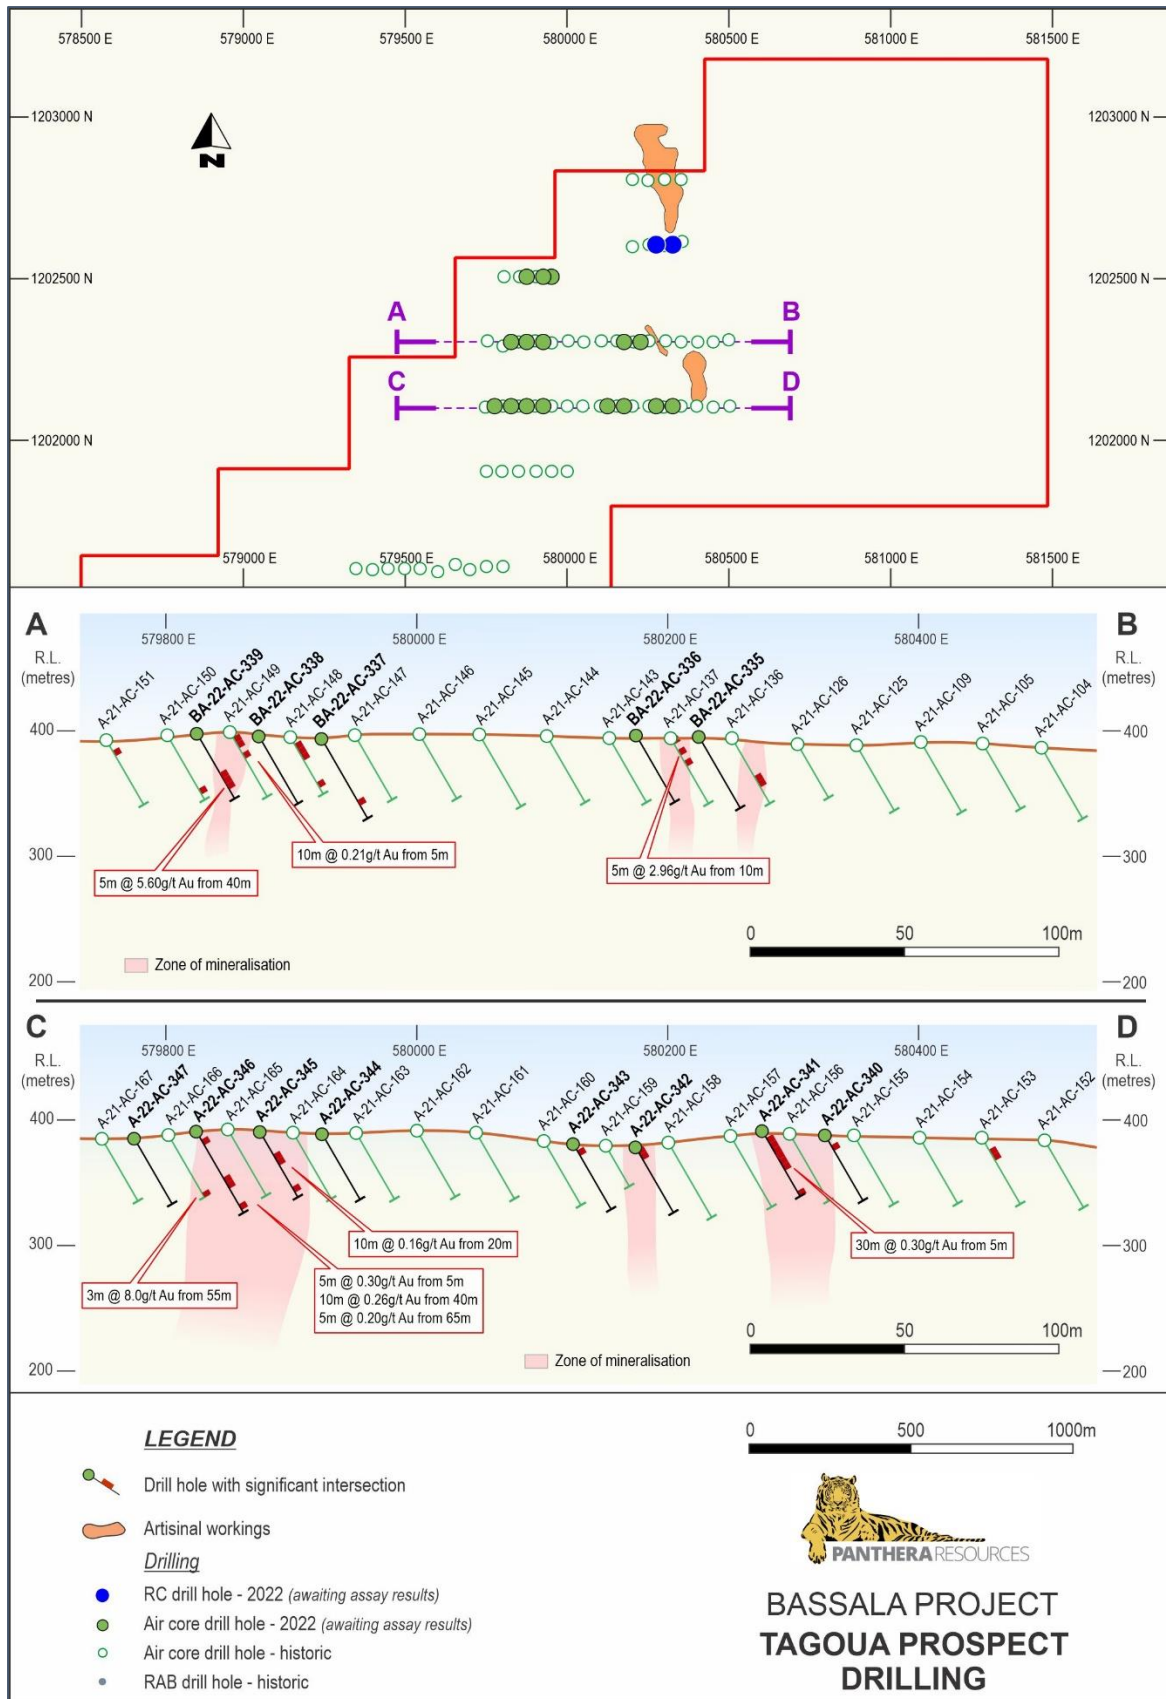 578500 E 579000 E 579500 E 580000 E 580500 E 581000 E 581500 E
1203000 N 1203000 N
N
1202500 N 1202500 N
A B
C D
1202000 N 1202000 N
579000 E 579500 E 580000 E 580500 E 581000 E 581500 E
A B
579800 E 580000 E 580200 E 580400 E
R.L. (metres) R.L. (metres)
A-21-AC-151 A-21-AC-150 BA-22-AC-339 A-21-AC-149 BA-22-AC-338 A-21-AC-148 BA-22-AC-337 A-21-AC-147 A-21-AC-146 A-21-AC-145 A-21-AC-144 A-21-AC-143 BA-22-AC-336 A-21-AC-137 BA-22-AC-335 A-21-AC-136 A-21-AC-126 A-21-AC-125 A-21-AC-109 A-21-AC-105 A-21-AC-104
400 400
300 300
10m @ 0.21g/t Au from 5m
5m @ 5.60g/t Au from 40m
5m @ 2.96g/t Au from 10m
0 50 100m
Zone of mineralisation
200 200
C D
579800 E 580000 E 580200 E 580400 E
R.L. (metres) R.L. (metres)
A-21-AC-167 A-22-AC-347 A-21-AC-166 A-22-AC-346 A-21-AC-165 A-22-AC-345 A-21-AC-164 A-22-AC-344 A-21-AC-163 A-21-AC-162 A-21-AC-161 A-21-AC-160 A-22-AC-343 A-21-AC-159 A-22-AC-342 A-21-AC-158 A-21-AC-157 A-22-AC-341 A-21-AC-156 A-22-AC-340 A-21-AC-155 A-21-AC-154 A-21-AC-153 A-21-AC-152
400 400
300 300
10m @ 0.16g/t Au from 20m
30m @ 0.30g/t Au from 5m
3m @ 8.0g/t Au from 55m
5m @ 0.30g/t Au from 5m
10m @ 0.26g/t Au from 40m
5m @ 0.20g/t Au from 65m
0 50 100m
Zone of mineralisation
200 200
LEGEND
Drill hole with significant intersection
Artisinal workings
Drilling
RC drill hole - 2022 (awaiting assay results)
Air core drill hole - 2022 (awaiting assay results)
Air core drill hole - historic
RAB drill hole - historic
0 500 1000m
PANTHERA RESOURCES
BASSALA PROJECT
TAGOUA PROSPECT
DRILLING